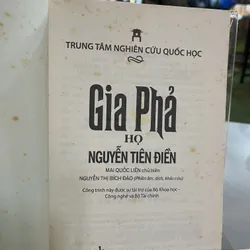 TRUNG TÂM NGHIÊN CỨU QUỐC HỌC
Gia Phả
HỌ
NGUYỄN TIÊN ĐIỀN
MAI QUỐC LIÊN chủ biên
NGUYỄN THỊ BÍCH ĐÀO (Phiên âm, dịch, khảo cứu)
Công trình này được sự tài trợ của Bộ Khoa học -
Công nghệ và Bộ Tài chính